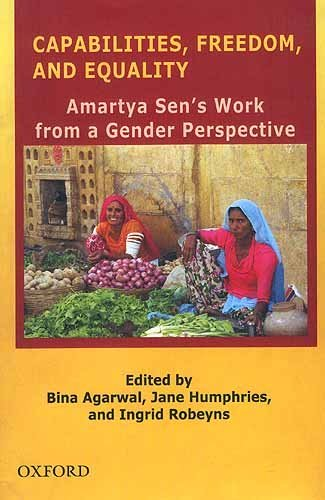 CAPABILITIES, FREEDOM,
AND EQUALITY
Amartya Sen's Work
from a Gender Perspective
Edited by
Bina Agarwal, Jane Humphries,
and Ingrid Robeyns
OXFORD